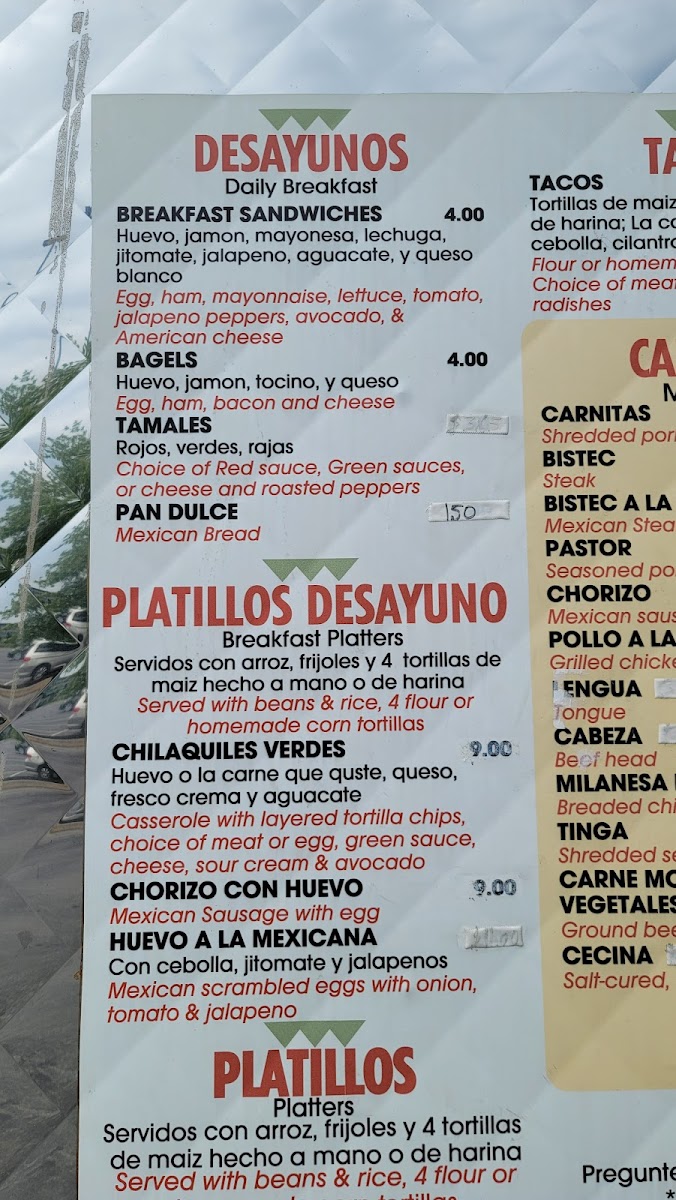 DESAYUNOS
Daily Breakfast
BREAKFAST SANDWICHES 4.00
Huevo, jamon, mayonesa, lechuga,
jitomate, jalapeno, aguacate, y queso
blanco
Egg, ham, mayonnaise, lettuce, tomato,
jalapeno peppers, avocado, &
American cheese
BAGELS 4.00
Huevo, jamon, tocino, y queso
Egg, ham, bacon and cheese
TAMALES
Rojos, verdes, rajas
Choice of Red sauce, Green sauces,
or cheese and roasted peppers
PAN DULCE 150
Mexican Bread
PLATILLOS DESAYUNO
Breakfast Platters
Servidos con arroz, frijoles y 4 tortillas de
maiz hecho a mano o de harina
Served with beans & rice, 4 flour or
homemade corn tortillas
CHILAQUILES VERDES 9.00
Huevo o la carne que quste, queso,
fresco crema y aguacate
Casserole with layered tortilla chips,
choice of meat or egg, green sauce,
cheese, sour cream & avocado
CHORIZO CON HUEVO 9.00
Mexican Sausage with egg
HUEVO A LA MEXICANA
Con cebolla, jitomate y jalapenos
Mexican scrambled eggs with onion,
tomato & jalapeno
PLATILLOS
Platters
Servidos con arroz, frijoles y 4 tortillas
de maiz hecho a mano o de harina
Served with beans & rice, 4 flour or
TA
TACOS
Tortillas de maiz
de harina; La ca
cebolla, cilantro
Flour or homem
Choice of meat
radishes
CA
M
CARNITAS
Shredded pork
BISTEC
Steak
BISTEC A LA
Mexican Stea
PASTOR
Seasoned po
CHORIZO
Mexican saus
POLLO A LA
Grilled chicke
LENGUA
Tongue
CABEZA
Beef head
MILANESA
Breaded chi
TINGA
Shredded se
CARNE MO
VEGETALES
Ground bee
CECINA
Salt-cured,
Pregunte
*